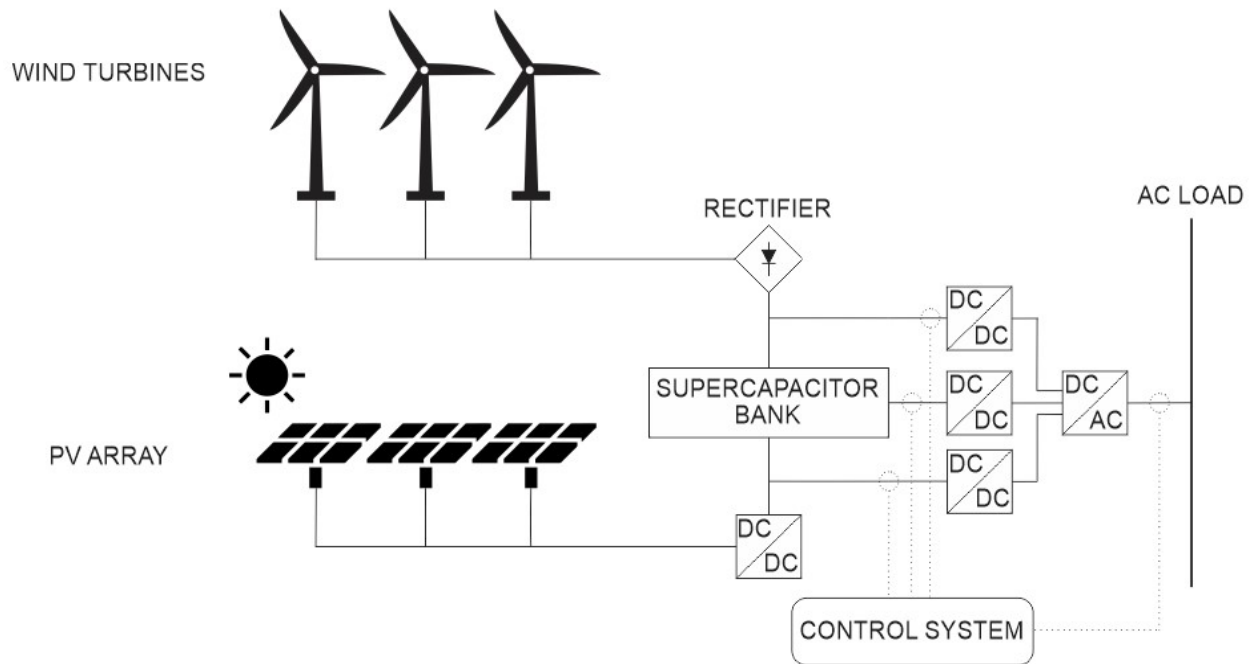 WIND TURBINES
RECTIFIER
AC LOAD
DC
DC
SUPERCAPACITOR
BANK
DC
DC
DC
AC
PV ARRAY
DC
DC
DC
DC
CONTROL SYSTEM